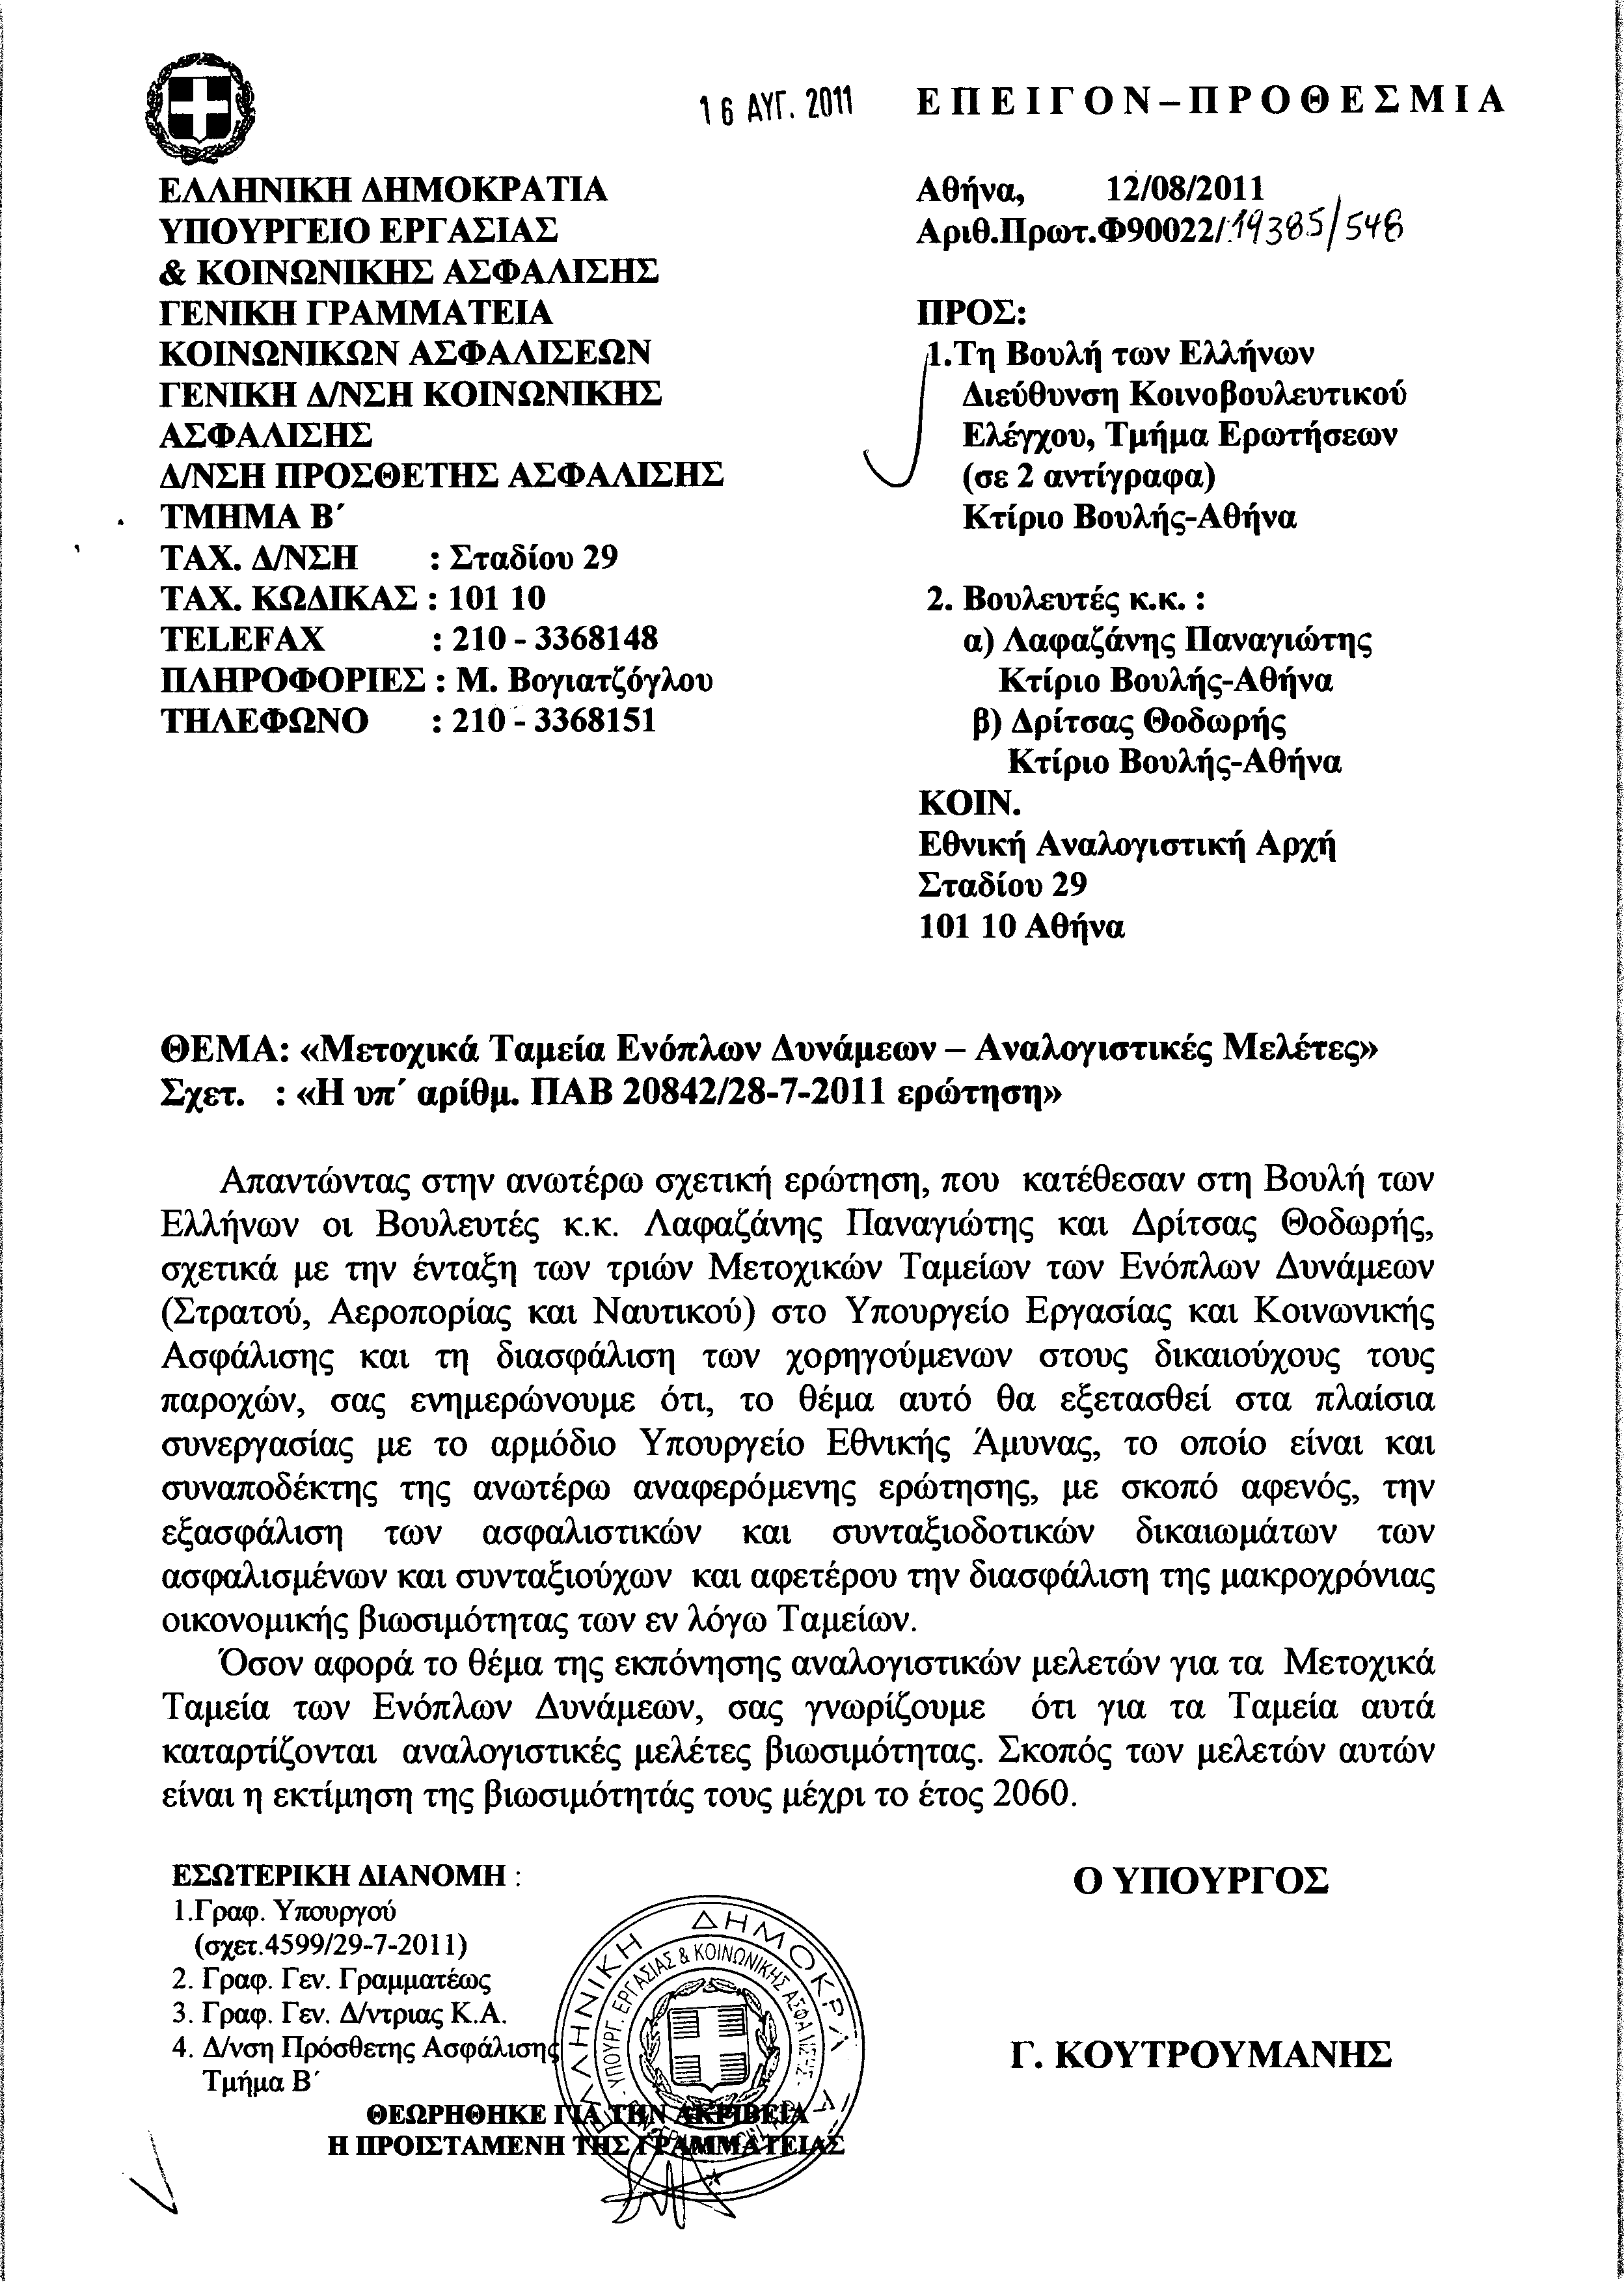 16 ΑΥΓ. 2011
ΕΠΕΙΓΟΝ-ΠΡΟΘΕΣΜΙΑ
ΕΛΛΗΝΙΚΗ ΔΗΜΟΚΡΑΤΙΑ
ΥΠΟΥΡΓΕΙΟ ΕΡΓΑΣΙΑΣ
& ΚΟΙΝΩΝΙΚΗΣ ΑΣΦΑΛΙΣΗΣ
ΓΕΝΙΚΗ ΓΡΑΜΜΑΤΕΙΑ
ΚΟΙΝΩΝΙΚΩΝ ΑΣΦΑΛΙΣΕΩΝ
ΓΕΝΙΚΗ Δ/ΝΣΗ ΚΟΙΝΩΝΙΚΗΣ
ΑΣΦΑΛΙΣΗΣ
Δ/ΝΣΗ ΠΡΟΣΘΕΤΗΣ ΑΣΦΑΛΙΣΗΣ
ΤΜΗΜΑ Β΄
ΤΑΧ. Δ/ΝΣΗ : Σταδίου 29
ΤΑΧ. ΚΩΔΙΚΑΣ : 101 10
TELEFAX : 210 - 3368148
ΠΛΗΡΟΦΟΡΙΕΣ : Μ. Βογιατζόγλου
ΤΗΛΕΦΩΝΟ : 210 - 3368151
Αθήνα, 12/08/2011
Αριθ.Πρωτ.Φ90022/19385/548
ΠΡΟΣ:
1.Τη Βουλή των Ελλήνων
Διεύθυνση Κοινοβουλευτικού
Ελέγχου, Τμήμα Ερωτήσεων
(σε 2 αντίγραφα)
Κτίριο Βουλής-Αθήνα
2. Βουλευτές κ.κ. :
α) Λαφαζάνης Παναγιώτης
Κτίριο Βουλής-Αθήνα
β) Δρίτσας Θοδωρής
Κτίριο Βουλής-Αθήνα
ΚΟΙΝ.
Εθνική Αναλογιστική Αρχή
Σταδίου 29
101 10 Αθήνα
ΘΕΜΑ: «Μετοχικά Ταμεία Ενόπλων Δυνάμεων – Αναλογιστικές Μελέτες»
Σχετ. : «Η υπ΄ αρίθμ. ΠΑΒ 20842/28-7-2011 ερώτηση»
Απαντώντας στην ανωτέρω σχετική ερώτηση, που κατέθεσαν στη Βουλή των
Ελλήνων οι Βουλευτές κ.κ. Λαφαζάνης Παναγιώτης και Δρίτσας Θοδωρής,
σχετικά με την ένταξη των τριών Μετοχικών Ταμείων των Ενόπλων Δυνάμεων
(Στρατού, Αεροπορίας και Ναυτικού) στο Υπουργείο Εργασίας και Κοινωνικής
Ασφάλισης και τη διασφάλιση των χορηγούμενων στους δικαιούχους τους
παροχών, σας ενημερώνουμε ότι, το θέμα αυτό θα εξετασθεί στα πλαίσια
συνεργασίας με το αρμόδιο Υπουργείο Εθνικής Άμυνας, το οποίο είναι και
συναποδέκτης της ανωτέρω αναφερόμενης ερώτησης, με σκοπό αφενός, την
εξασφάλιση των ασφαλιστικών και συνταξιοδοτικών δικαιωμάτων των
ασφαλισμένων και συνταξιούχων και αφετέρου την διασφάλιση της μακροχρόνιας
οικονομικής βιωσιμότητας των εν λόγω Ταμείων.
Όσον αφορά το θέμα της εκπόνησης αναλογιστικών μελετών για τα Μετοχικά
Ταμεία των Ενόπλων Δυνάμεων, σας γνωρίζουμε ότι για τα Ταμεία αυτά
καταρτίζονται αναλογιστικές μελέτες βιωσιμότητας. Σκοπός των μελετών αυτών
είναι η εκτίμηση της βιωσιμότητάς τους μέχρι το έτος 2060.
ΕΣΩΤΕΡΙΚΗ ΔΙΑΝΟΜΗ :
1.Γραφ. Υπουργού
(σχετ.4599/29-7-2011)
2. Γραφ. Γεν. Γραμματέως
3. Γραφ. Γεν. Δ/ντριας Κ.Α.
4. Δ/νση Πρόσθετης Ασφάλισης
Τμήμα Β΄
Ο ΥΠΟΥΡΓΟΣ
Γ. ΚΟΥΤΡΟΥΜΑΝΗΣ
ΕΛΛΗΝΙΚΗ ΔΗΜΟΚΡΑΤΙΑ
ΥΠΟΥΡΓ. ΕΡΓΑΣΙΑΣ & ΚΟΙΝΩΝΙΚΗΣ ΑΣΦΑΛΙΣΗΣ
ΘΕΩΡΗΘΗΚΕ ΓΙΑ ΤΗΝ ΑΚΡΙΒΕΙΑ
Η ΠΡΟΙΣΤΑΜΕΝΗ ΤΗΣ ΓΡΑΜΜΑΤΕΙΑΣ